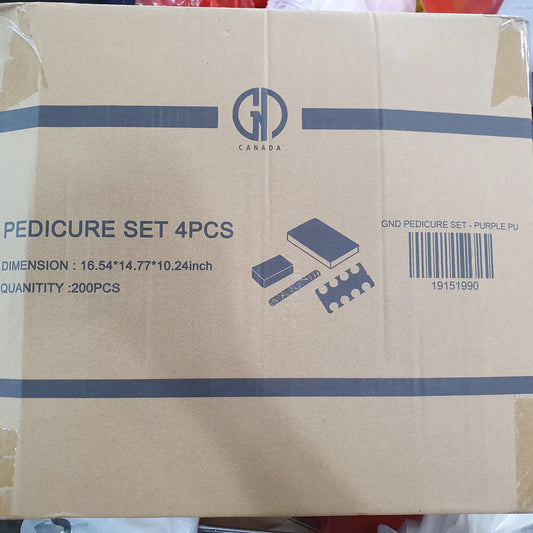 GND
CANADA
PEDICURE SET 4PCS
DIMENSION : 16.54*14.77*10.24inch
QUANITITY :200PCS
GND PEDICURE SET - PURPLE PU
19151990